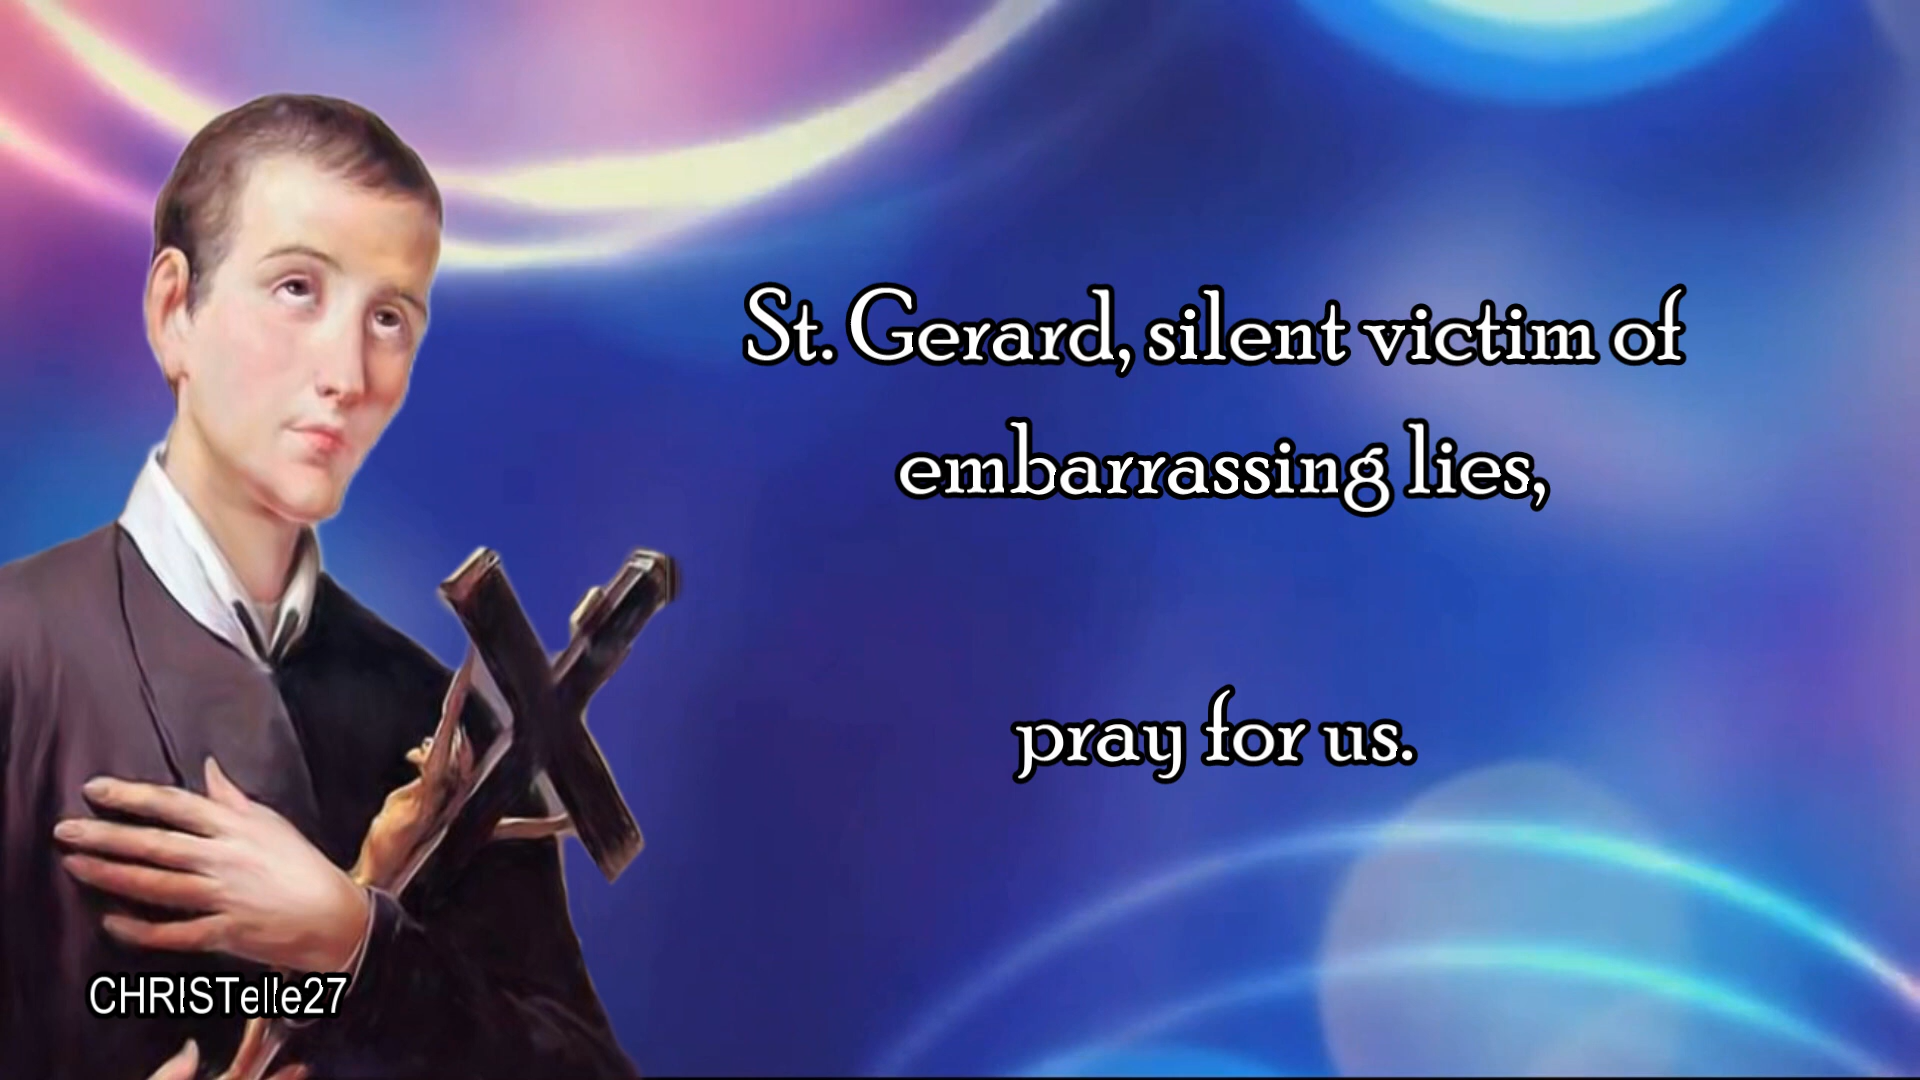 St. Gerard, silent victim of
embarrassing lies,
pray for us.
CHRISTelle27